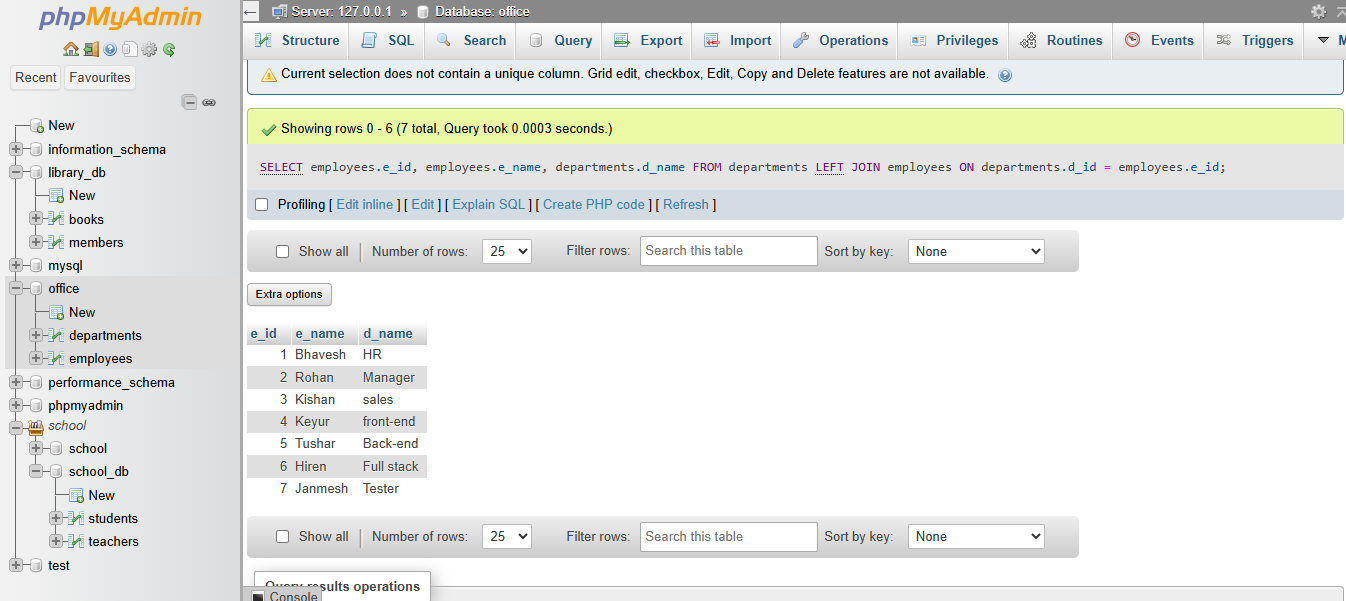 phpMyAdmin
Recent Favourites
New
information_schema
library_db
New
books
members
mysql
office
New
departments
employees
performance_schema
phpmyadmin
school
school
school_db
New
students
teachers
test
Server: 127.0.0.1 » Database: office
Structure SQL Search Query Export Import Operations Privileges Routines Events Triggers M
Current selection does not contain a unique column. Grid edit, checkbox, Edit, Copy and Delete features are not available.
Showing rows 0 - 6 (7 total, Query took 0.0003 seconds.)
SELECT employees.e_id, employees.e_name, departments.d_name FROM departments LEFT JOIN employees ON departments.d_id = employees.e_id;
Profiling [ Edit inline ] [ Edit ] [ Explain SQL ] [ Create PHP code ] [ Refresh ]
Show all | Number of rows: 25 Filter rows: Search this table Sort by key: None
Extra options
e_id e_name d_name
1 Bhavesh HR
2 Rohan Manager
3 Kishan sales
4 Keyur front-end
5 Tushar Back-end
6 Hiren Full stack
7 Janmesh Tester
Show all | Number of rows: 25 Filter rows: Search this table Sort by key: None
Query results operations
Console